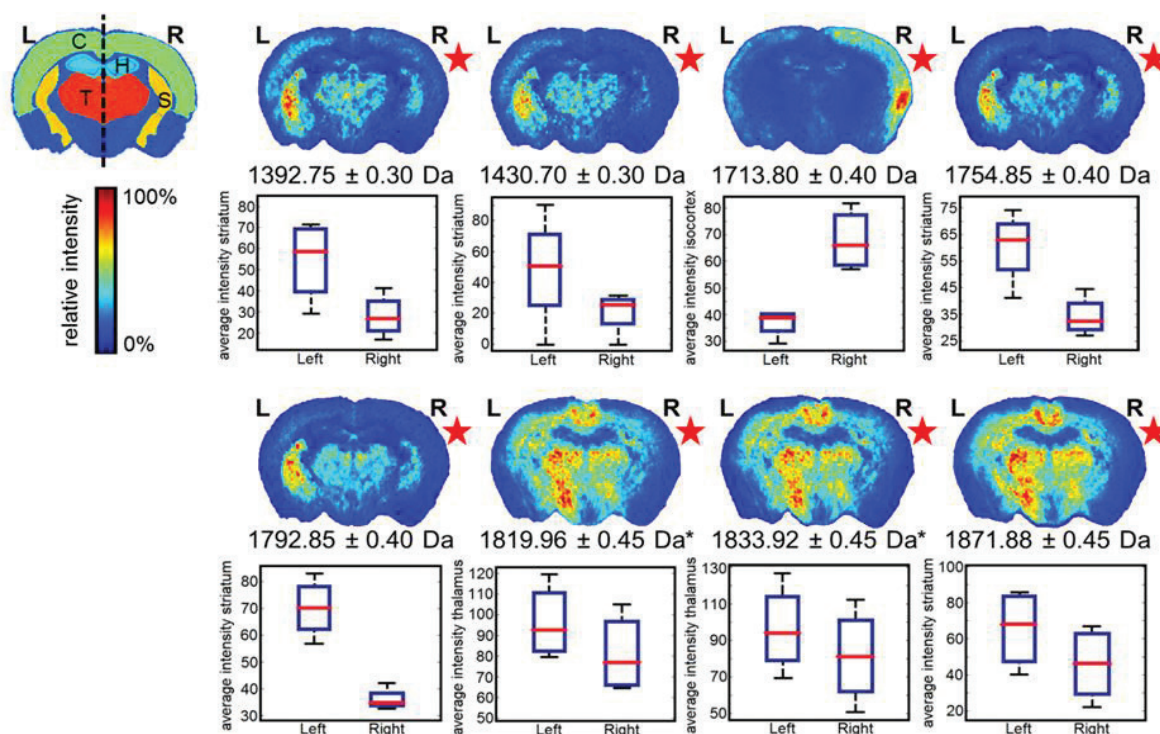 L R
C
H
T S
100%
relative intensity
0%
L R
L R
L R
L R
1392.75 ± 0.30 Da
1430.70 ± 0.30 Da
1713.80 ± 0.40 Da
1754.85 ± 0.40 Da
average intensity striatum
80
70
60
50
40
30
20
Left Right
average intensity striatum
80
60
40
20
0
Left Right
average intensity isocortex
80
70
60
50
40
30
Left Right
average intensity striatum
75
65
55
45
35
25
Left Right
L R
L R
L R
L R
1792.85 ± 0.40 Da
1819.96 ± 0.45 Da*
1833.92 ± 0.45 Da*
1871.88 ± 0.45 Da
average intensity striatum
80
70
60
50
40
30
Left Right
average intensity thalamus
120
110
100
90
80
70
60
50
Left Right
average intensity thalamus
130
110
90
70
50
Left Right
average intensity striatum
100
80
60
40
20
Left Right